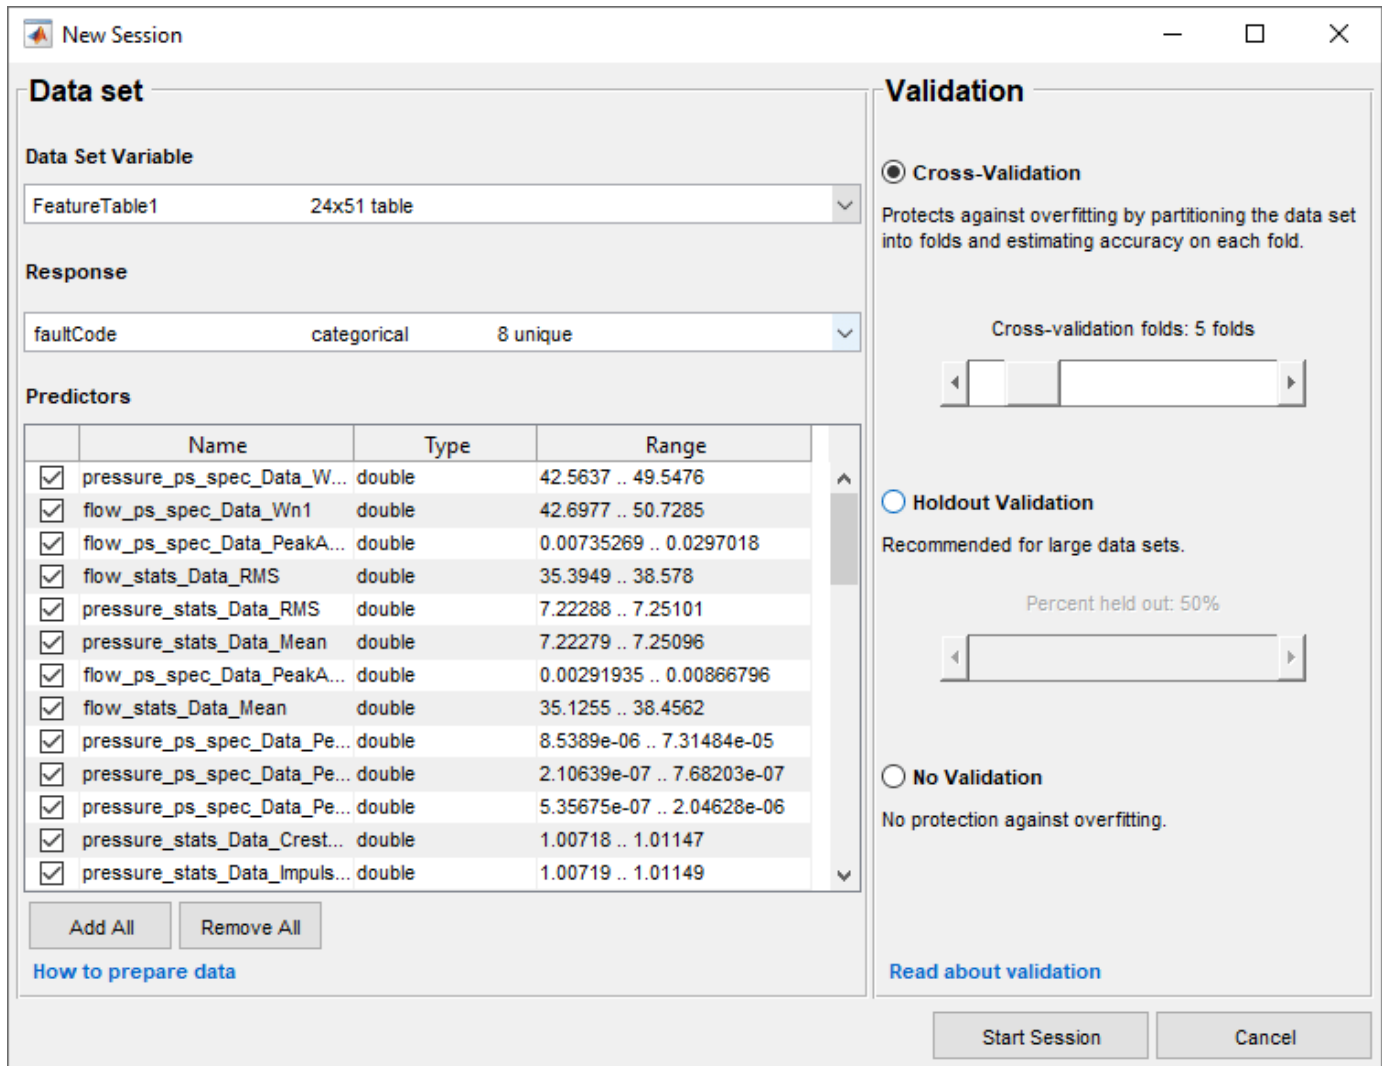 New Session
Data set
Data Set Variable
FeatureTable1 24x51 table
Response
faultCode categorical 8 unique
Predictors
Name Type Range
pressure_ps_spec_Data_W... double 42.5637 .. 49.5476
flow_ps_spec_Data_Wn1 double 42.6977 .. 50.7285
flow_ps_spec_Data_PeakA... double 0.00735269 .. 0.0297018
flow_stats_Data_RMS double 35.3949 .. 38.578
pressure_stats_Data_RMS double 7.22288 .. 7.25101
pressure_stats_Data_Mean double 7.22279 .. 7.25096
flow_ps_spec_Data_PeakA... double 0.00291935 .. 0.00866796
flow_stats_Data_Mean double 35.1255 .. 38.4562
pressure_ps_spec_Data_Pe... double 8.5389e-06 .. 7.31484e-05
pressure_ps_spec_Data_Pe... double 2.10639e-07 .. 7.68203e-07
pressure_ps_spec_Data_Pe... double 5.35675e-07 .. 2.04628e-06
pressure_stats_Data_Crest... double 1.00718 .. 1.01147
pressure_stats_Data_Impuls... double 1.00719 .. 1.01149
Add All Remove All
How to prepare data
Validation
Cross-Validation
Protects against overfitting by partitioning the data set
into folds and estimating accuracy on each fold.
Cross-validation folds: 5 folds
Holdout Validation
Recommended for large data sets.
Percent held out: 50%
No Validation
No protection against overfitting.
Read about validation
Start Session Cancel